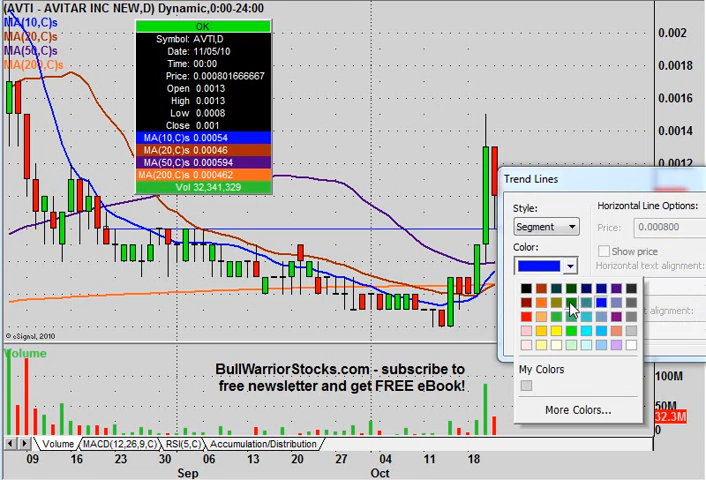 (AVTI - AVITAR INC NEW,D) Dynamic,0:00-24:00
MA(10,C)s
MA(20,C)s
MA(50,C)s
MA(200,C)s
OK
Symbol: AVTI,D
Date: 11/05/10
Time: 00:00
Price: 0.000801666667
Open 0.0013
High 0.0013
Low 0.0008
Close 0.001
MA(10,C)s 0.00054
MA(20,C)s 0.00046
MA(50,C)s 0.000594
MA(200,C)s 0.000462
Vol 32,341,329
0.002
0.0018
0.0016
0.0014
0.0012
Trend Lines
Style:
Segment
Color:
Horizontal Line Options:
Price: 0.000800
Show price
Horizontal text alignment:
t alignment:
My Colors
More Colors...
© eSignal, 2010
Volume
BullWarriorStocks.com - subscribe to
free newsletter and get FREE eBook!
100M
50M
32.3M
Volume
MACD(12,26,9,C)
RSI(5,C)
Accumulation/Distribution
09 16 23 30 06 13 20 27 04 11 18
Sep Oct